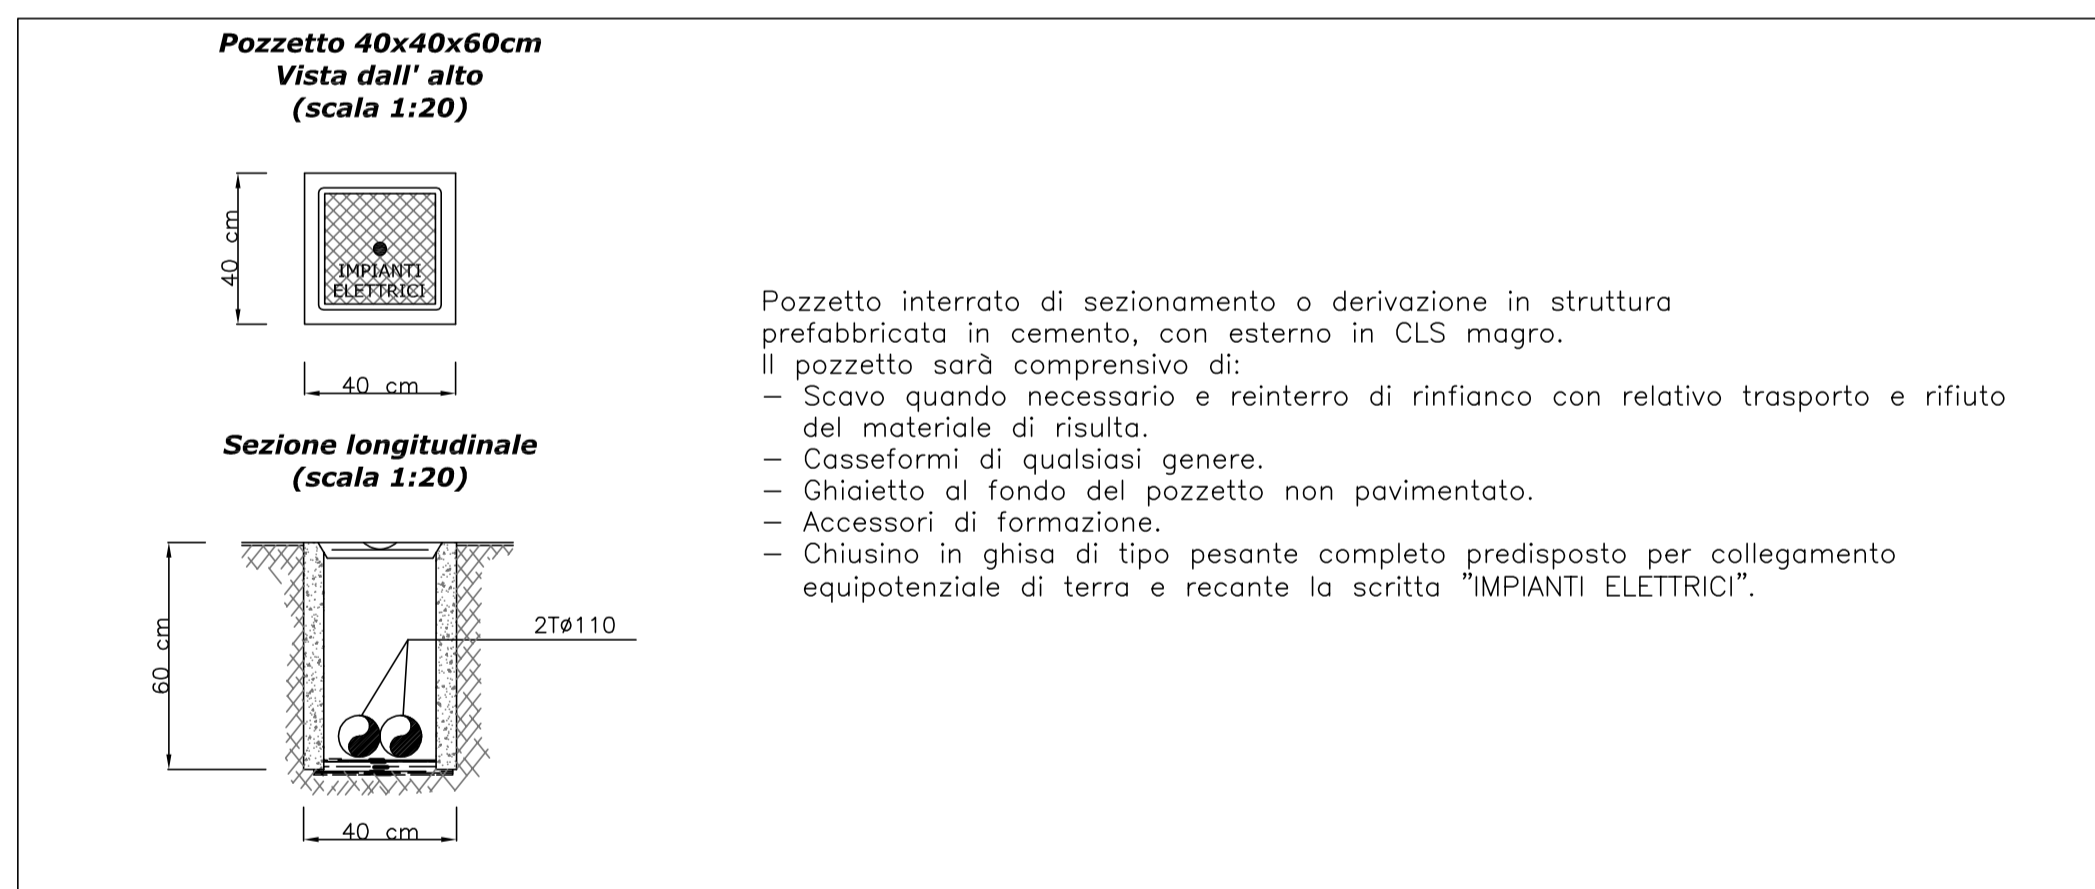 Pozzetto 40x40x60cm
Vista dall' alto
(scala 1:20)
40 cm
IMPIANTI
ELETTRICI
40 cm
Sezione longitudinale
(scala 1:20)
60 cm
2Tø110
40 cm
Pozzetto interrato di sezionamento o derivazione in struttura
prefabbricata in cemento, con esterno in CLS magro.
Il pozzetto sarà comprensivo di:
– Scavo quando necessario e reinterro di rinfianco con relativo trasporto e rifiuto
del materiale di risulta.
– Casseformi di qualsiasi genere.
– Ghiaietto al fondo del pozzetto non pavimentato.
– Accessori di formazione.
– Chiusino in ghisa di tipo pesante completo predisposto per collegamento
equipotenziale di terra e recante la scritta "IMPIANTI ELETTRICI".